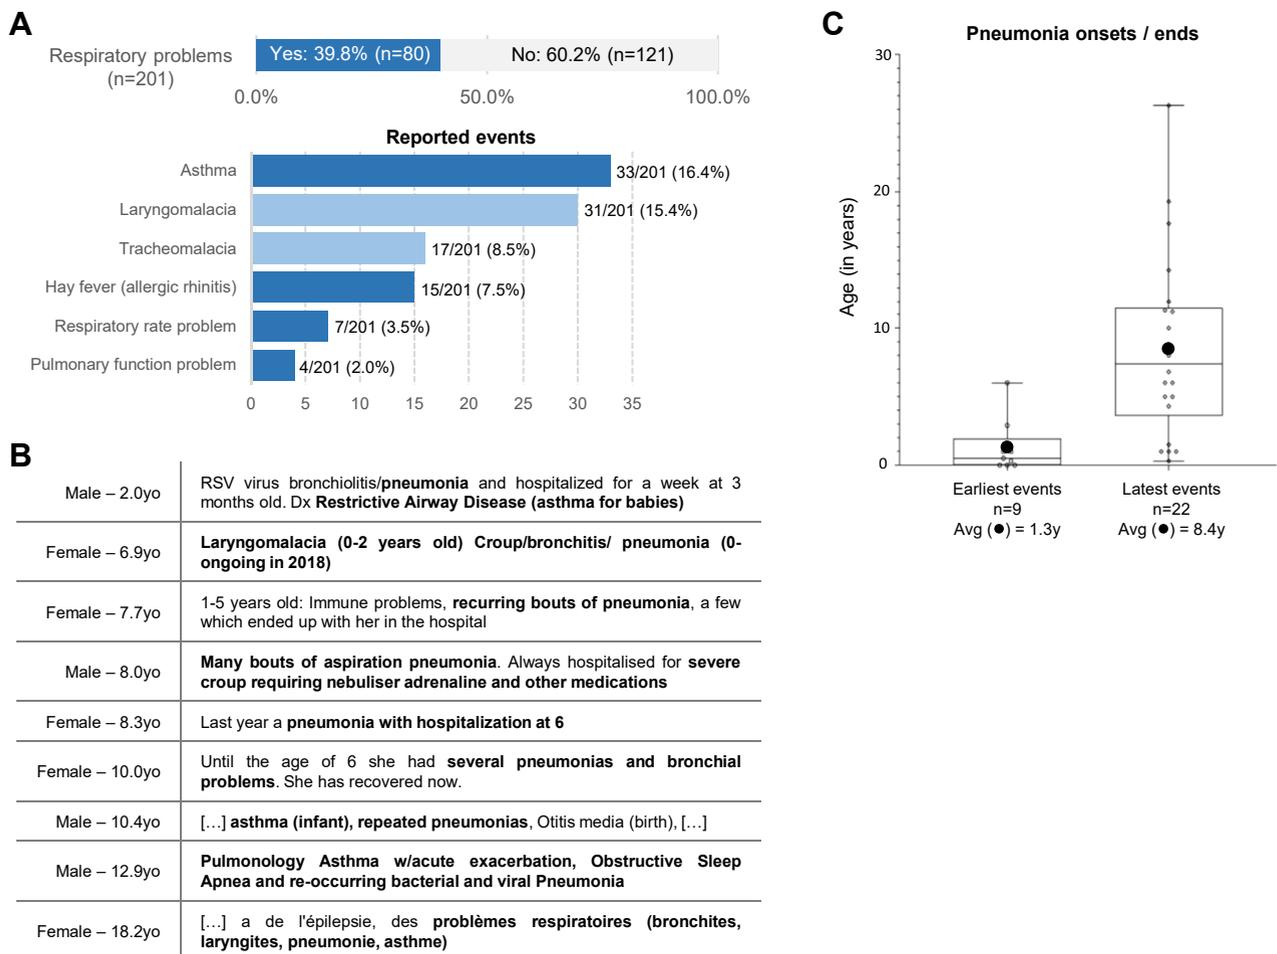 A
Respiratory problems
(n=201)
Yes: 39.8% (n=80)
No: 60.2% (n=121)
0.0%
50.0%
100.0%
Reported events
Asthma
33/201 (16.4%)
Laryngomalacia
31/201 (15.4%)
Tracheomalacia
17/201 (8.5%)
Hay fever (allergic rhinitis)
15/201 (7.5%)
Respiratory rate problem
7/201 (3.5%)
Pulmonary function problem
4/201 (2.0%)
0
5
10
15
20
25
30
35
B
Male – 2.0yo
RSV virus bronchiolitis/pneumonia and hospitalized for a week at 3
months old. Dx Restrictive Airway Disease (asthma for babies)
Female – 6.9yo
Laryngomalacia (0-2 years old) Croup/bronchitis/ pneumonia (0-
ongoing in 2018)
Female – 7.7yo
1-5 years old: Immune problems, recurring bouts of pneumonia, a few
which ended up with her in the hospital
Male – 8.0yo
Many bouts of aspiration pneumonia. Always hospitalised for severe
croup requiring nebuliser adrenaline and other medications
Female – 8.3yo
Last year a pneumonia with hospitalization at 6
Female – 10.0yo
Until the age of 6 she had several pneumonias and bronchial
problems. She has recovered now.
Male – 10.4yo
[…] asthma (infant), repeated pneumonias, Otitis media (birth), […]
Male – 12.9yo
Pulmonology Asthma w/acute exacerbation, Obstructive Sleep
Apnea and re-occurring bacterial and viral Pneumonia
Female – 18.2yo
[…] a de l'épilepsie, des problèmes respiratoires (bronchites,
laryngites, pneumonie, asthme)
C
Pneumonia onsets / ends
Age (in years)
30
20
10
0
Earliest events
n=9
Avg (●) = 1.3y
Latest events
n=22
Avg (●) = 8.4y